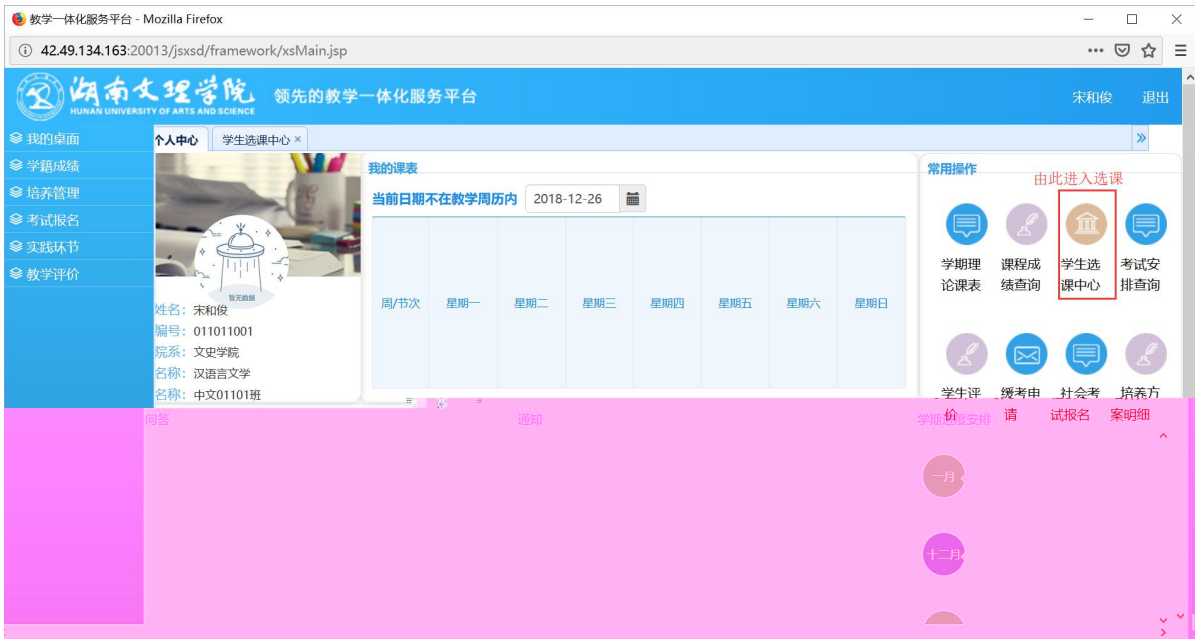 教学一体化服务平台 - Mozilla Firefox
42.49.134.163:20013/jsxsd/framework/xsMain.jsp
湖南文理学院
HUNAN UNIVERSITY OF ARTS AND SCIENCE
领先的教学一体化服务平台
宋和俊 退出
我的桌面
学籍成绩
培养管理
考试报名
实践环节
教学评价
个人中心 学生选课中心 ×
暂无数据
姓名：宋和俊
编号：011011001
院系：文史学院
名称：汉语言文学
名称：中文01101班
我的课表
当前日期不在教学周历内 2018-12-26
周/节次 星期一 星期二 星期三 星期四 星期五 星期六 星期日
常用操作
由此进入选课
学期理论课表
课程成绩查询
学生选课中心
考试安排查询
学生评价
缓考申请
社会考试报名
培养方案明细
问答
通知
学期进度安排
一月
十二月